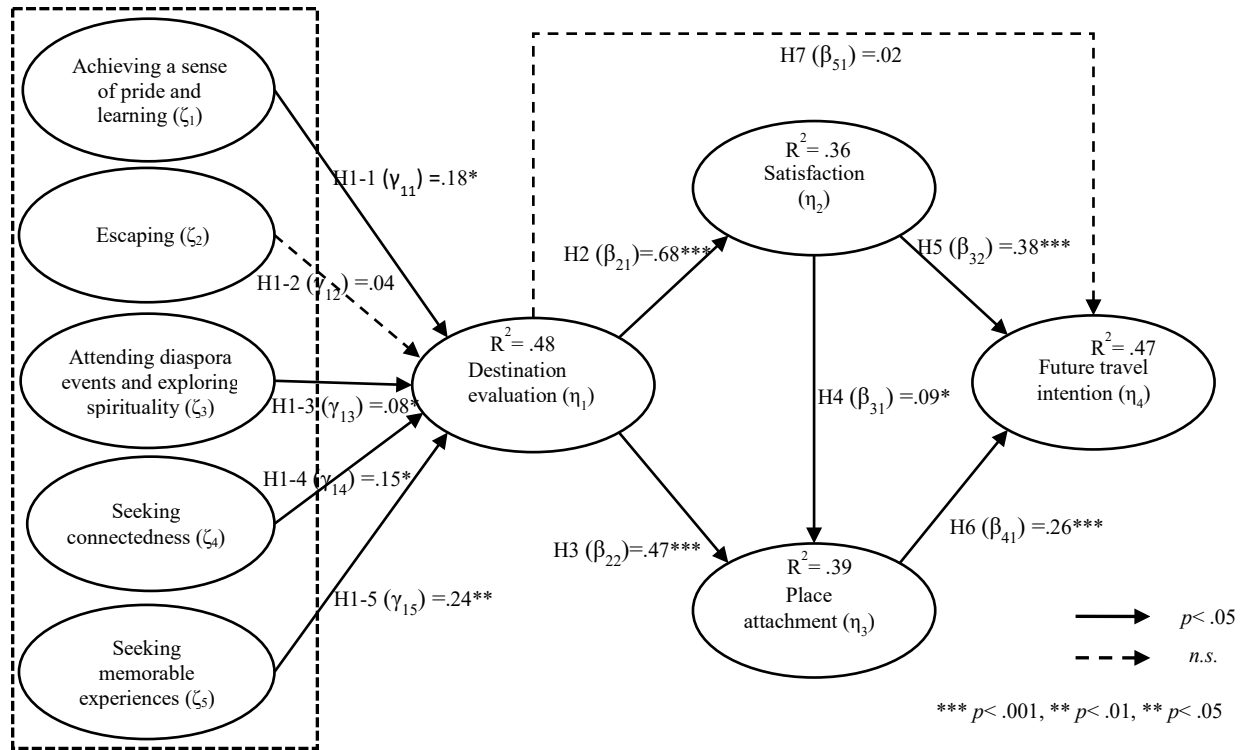 Achieving a sense
of pride and
learning (ζ₁)
H1-1 (γ₁₁) =.18*
Escaping (ζ₂)
H1-2 (γ₁₂) =.04
Attending diaspora
events and exploring
spirituality (ζ₃)
H1-3 (γ₁₃) =.08*
Seeking
connectedness (ζ₄)
H1-4 (γ₁₄) =.15*
Seeking
memorable
experiences (ζ₅)
H1-5 (γ₁₅) =.24**
R²= .48
Destination
evaluation (η₁)
H7 (β₅₁) =.02
H2 (β₂₁)=.68***
R²= .36
Satisfaction
(η₂)
H5 (β₃₂) =.38***
H4 (β₃₁) =.09*
H3 (β₂₂)=.47***
R²= .39
Place
attachment (η₃)
H6 (β₄₁) =.26***
R²= .47
Future travel
intention (η₄)
p< .05
n.s.
*** p< .001, ** p< .01, ** p< .05